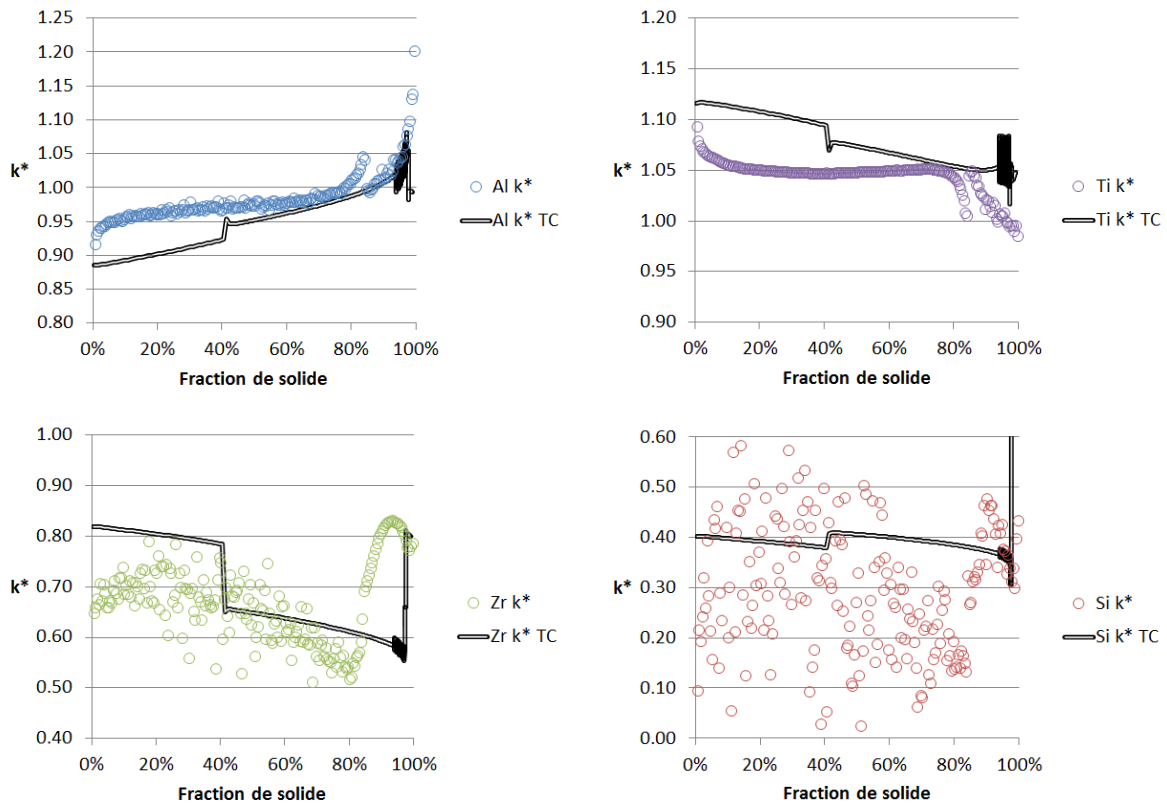 1.25
1.20
1.15
1.10
1.05
1.00
0.95
0.90
0.85
0.80
k*
0% 20% 40% 60% 80% 100%
Fraction de solide
Al k*
Al k* TC
1.20
1.15
1.10
1.05
1.00
0.95
0.90
k*
0% 20% 40% 60% 80% 100%
Fraction de solide
Ti k*
Ti k* TC
1.00
0.90
0.80
0.70
0.60
0.50
0.40
k*
0% 20% 40% 60% 80% 100%
Fraction de solide
Zr k*
Zr k* TC
0.60
0.50
0.40
0.30
0.20
0.10
0.00
k*
0% 20% 40% 60% 80% 100%
Fraction de solide
Si k*
Si k* TC